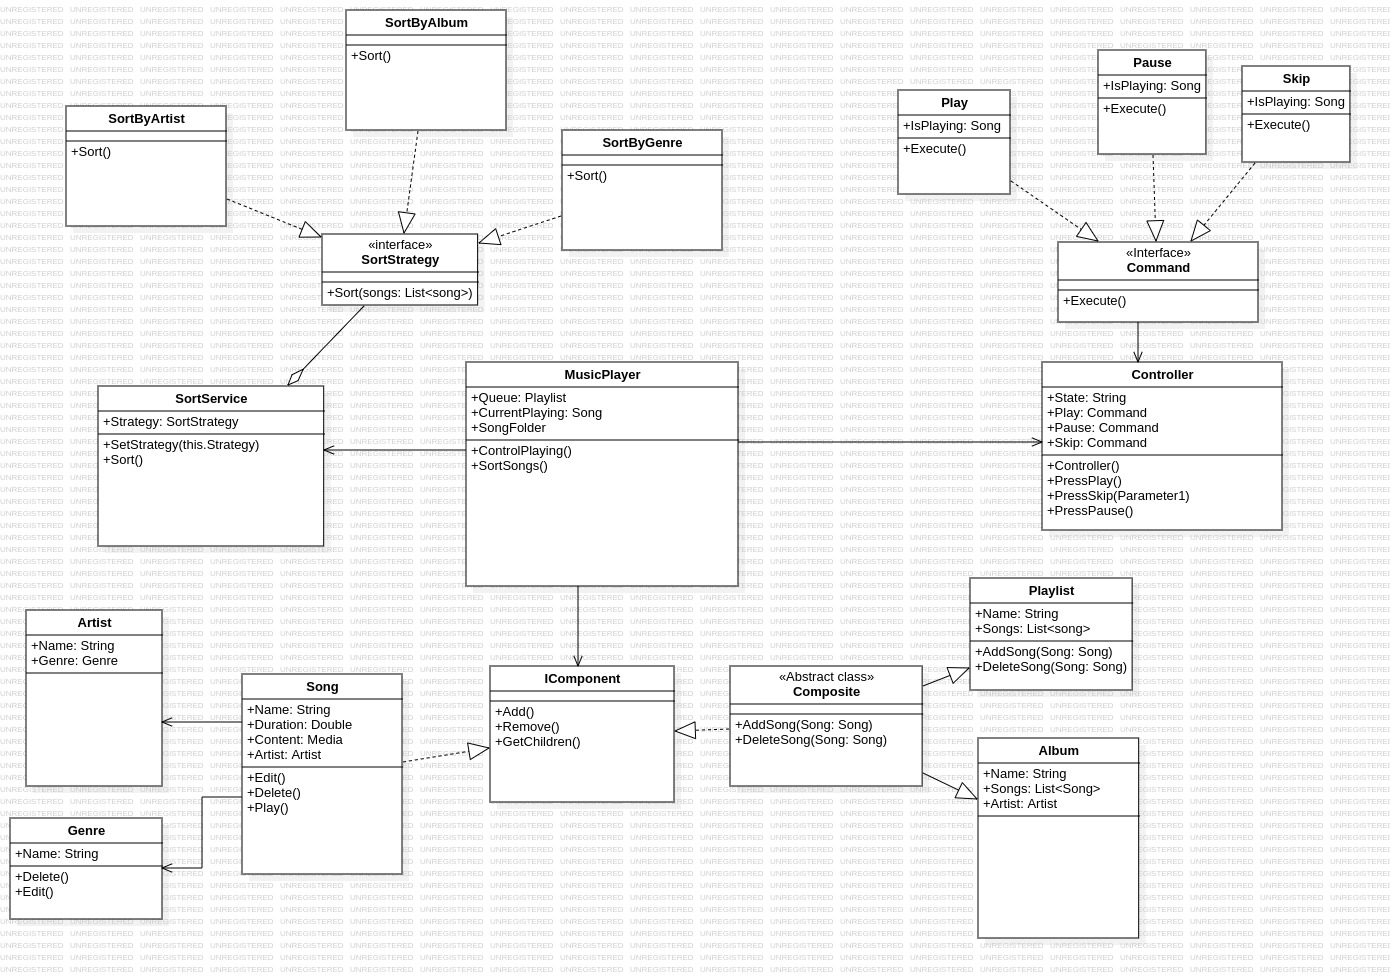 SortByAlbum
+Sort()
SortByArtist
+Sort()
SortByGenre
+Sort()
«interface»
SortStrategy
+Sort(songs: List<song>)
Play
+IsPlaying: Song
+Execute()
Pause
+IsPlaying: Song
+Execute()
Skip
+IsPlaying: Song
+Execute()
«Interface»
Command
+Execute()
SortService
+Strategy: SortStrategy
+SetStrategy(this.Strategy)
+Sort()
MusicPlayer
+Queue: Playlist
+CurrentPlaying: Song
+SongFolder
+ControlPlaying()
+SortSongs()
Controller
+State: String
+Play: Command
+Pause: Command
+Skip: Command
+Controller()
+PressPlay()
+PressSkip(Parameter1)
+PressPause()
Artist
+Name: String
+Genre: Genre
Song
+Name: String
+Duration: Double
+Content: Media
+Artist: Artist
+Edit()
+Delete()
+Play()
Genre
+Name: String
+Delete()
+Edit()
IComponent
+Add()
+Remove()
+GetChildren()
«Abstract class»
Composite
+AddSong(Song: Song)
+DeleteSong(Song: Song)
Playlist
+Name: String
+Songs: List<song>
+AddSong(Song: Song)
+DeleteSong(Song: Song)
Album
+Name: String
+Songs: List<Song>
+Artist: Artist
UNREGISTERED